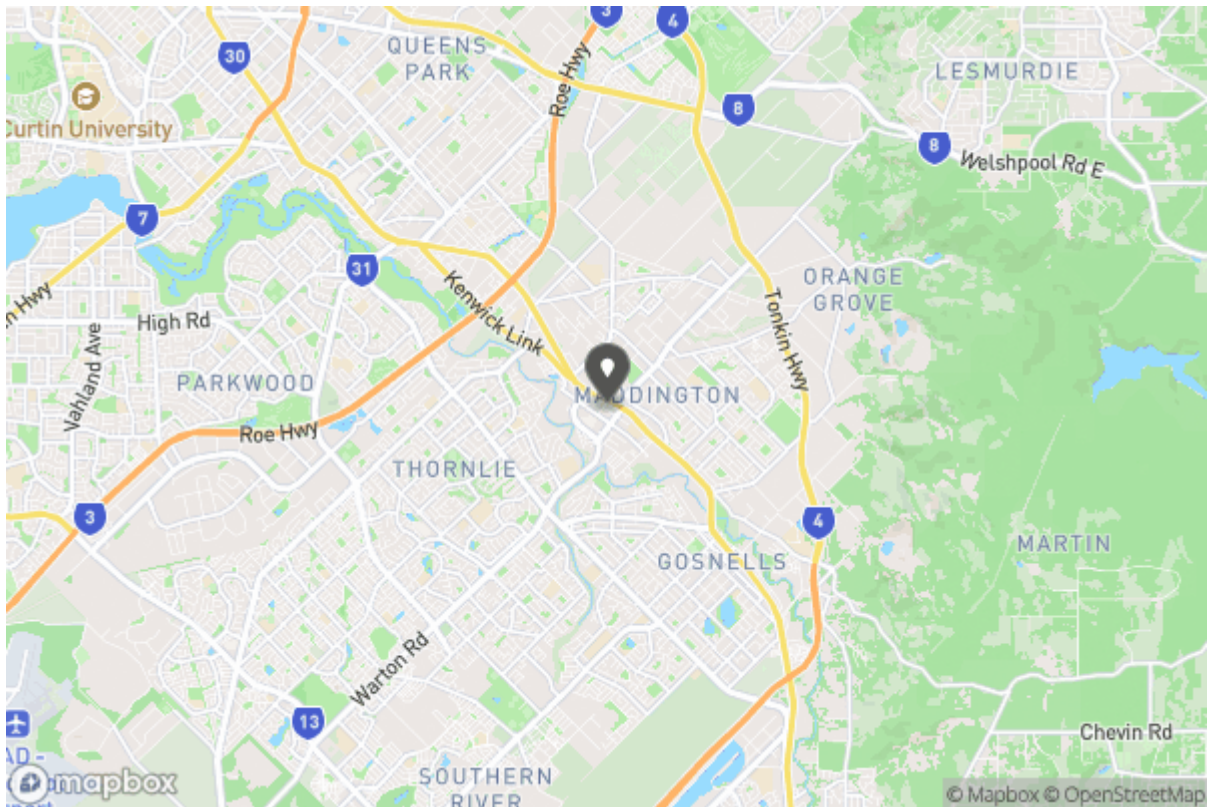 3
4
30
QUEENS
PARK
LESMURDIE
Roe Hwy
8
Curtin University
8
Welshpool Rd E
7
31
ORANGE
GROVE
Kenwick Link
Tonkin Hwy
High Rd
Vahland Ave
PARKWOOD
MADDINGTON
Roe Hwy
THORNLIE
3
4
MARTIN
GOSNELLS
Warton Rd
13
Chevin Rd
SOUTHERN
RIVER
mapbox
© Mapbox © OpenStreetMap